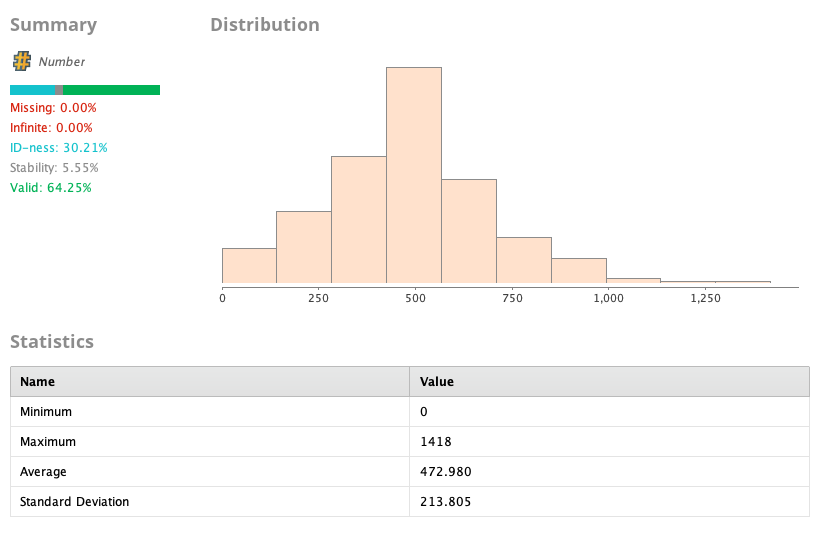 Summary
Number
Missing: 0.00%
Infinite: 0.00%
ID-ness: 30.21%
Stability: 5.55%
Valid: 64.25%
Distribution
0 250 500 750 1,000 1,250
Statistics
Name Value
Minimum 0
Maximum 1418
Average 472.980
Standard Deviation 213.805